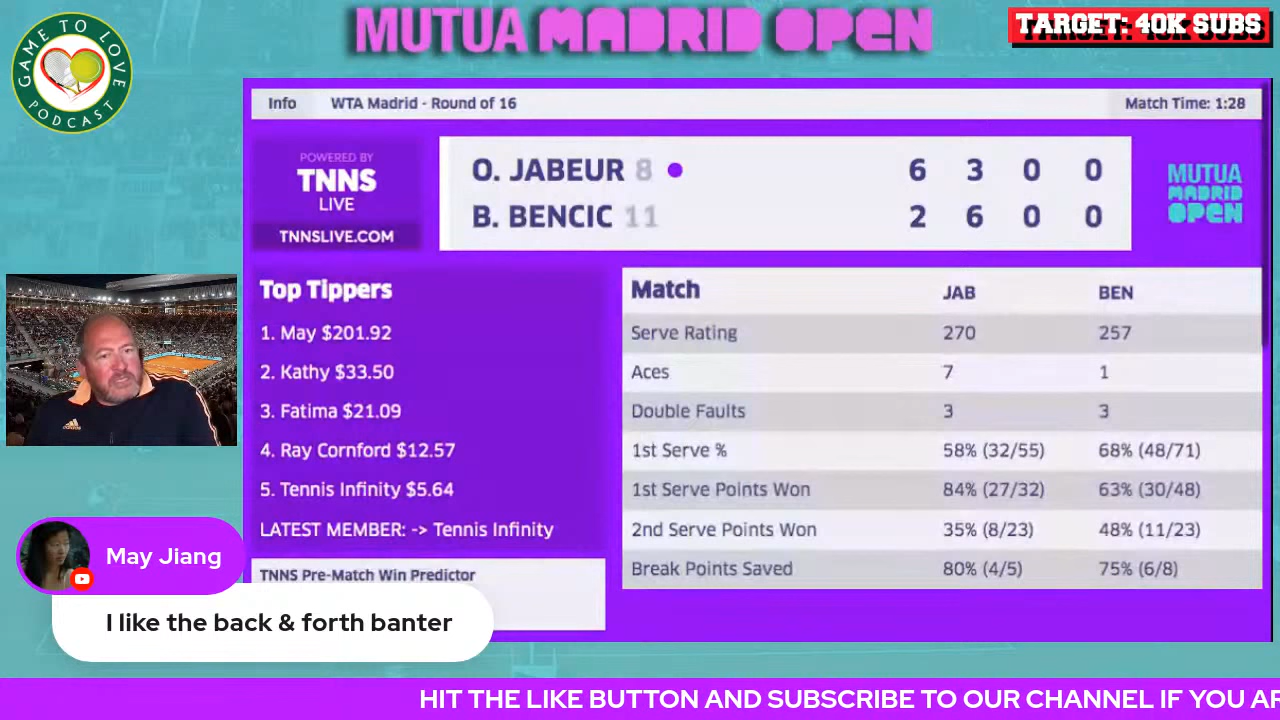 GAME TO LOVE
PODCAST
MUTUA MADRID OPEN
TARGET: 40K SUBS
Info WTA Madrid - Round of 16 Match Time: 1:28
POWERED BY
TNNS
LIVE
TNNSLIVE.COM
O. JABEUR 8 6 3 0 0
B. BENCIC 11 2 6 0 0
MUTUA
MADRID
OPEN
Top Tippers
1. May $201.92
2. Kathy $33.50
3. Fatima $21.09
4. Ray Cornford $12.57
5. Tennis Infinity $5.64
LATEST MEMBER: -> Tennis Infinity
TNNS Pre-Match Win Predictor
Match JAB BEN
Serve Rating 270 257
Aces 7 1
Double Faults 3 3
1st Serve % 58% (32/55) 68% (48/71)
1st Serve Points Won 84% (27/32) 63% (30/48)
2nd Serve Points Won 35% (8/23) 48% (11/23)
Break Points Saved 80% (4/5) 75% (6/8)
May Jiang
I like the back & forth banter
HIT THE LIKE BUTTON AND SUBSCRIBE TO OUR CHANNEL IF YOU AR